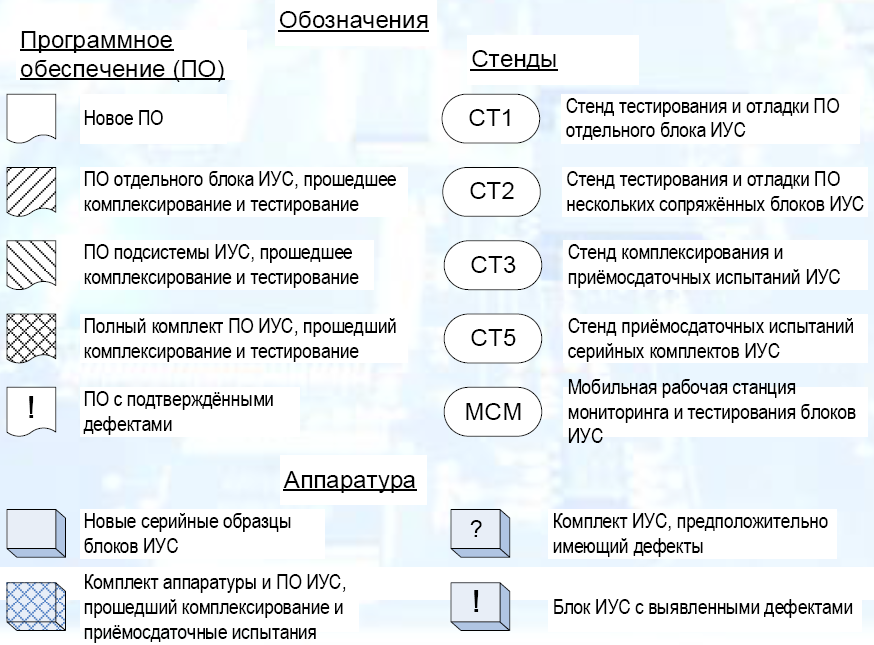 Обозначения
Программное
обеспечение (ПО)
Новое ПО
ПО отдельного блока ИУС, прошедшее
комплексирование и тестирование
ПО подсистемы ИУС, прошедшее
комплексирование и тестирование
Полный комплект ПО ИУС, прошедший
комплексирование и тестирование
!
ПО с подтверждёнными
дефектами
Стенды
СТ1
Стенд тестирования и отладки ПО
отдельного блока ИУС
СТ2
Стенд тестирования и отладки ПО
нескольких сопряжённых блоков ИУС
СТ3
Стенд комплексирования и
приёмосдаточных испытаний ИУС
СТ5
Стенд приёмосдаточных испытаний
серийных комплектов ИУС
МСМ
Мобильная рабочая станция
мониторинга и тестирования блоков
ИУС
Аппаратура
Новые серийные образцы
блоков ИУС
Комплект аппаратуры и ПО ИУС,
прошедший комплексирование и
приёмосдаточные испытания
?
Комплект ИУС, предположительно
имеющий дефекты
!
Блок ИУС с выявленными дефектами